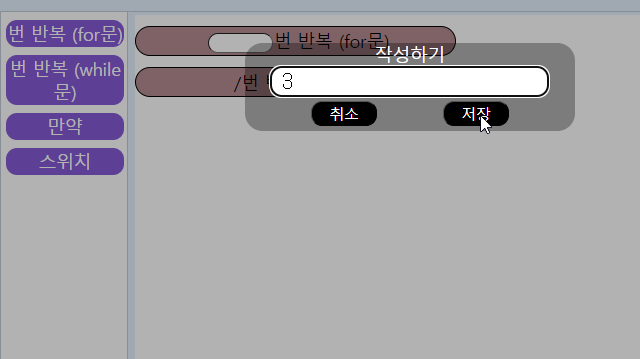 번 반복 (for문)
번 반복 (while
문)
만약
스위치
번 반복 (for문)
/번
작성하기
3
취소
저장